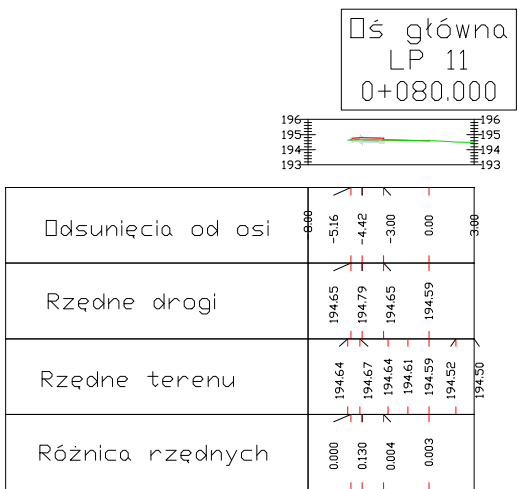 Oś główna
LP 11
0+080.000
196 196
195 195
194 194
193 193
Odsunięcia od osi -8.00 -5.16 -4.42 -3.00 0.00 3.00
Rzędne drogi 194.65 194.79 194.65 194.59
Rzędne terenu 194.64 194.67 194.64 194.61 194.59 194.52 194.50
Różnica rzędnych 0.000 0.130 0.004 0.003